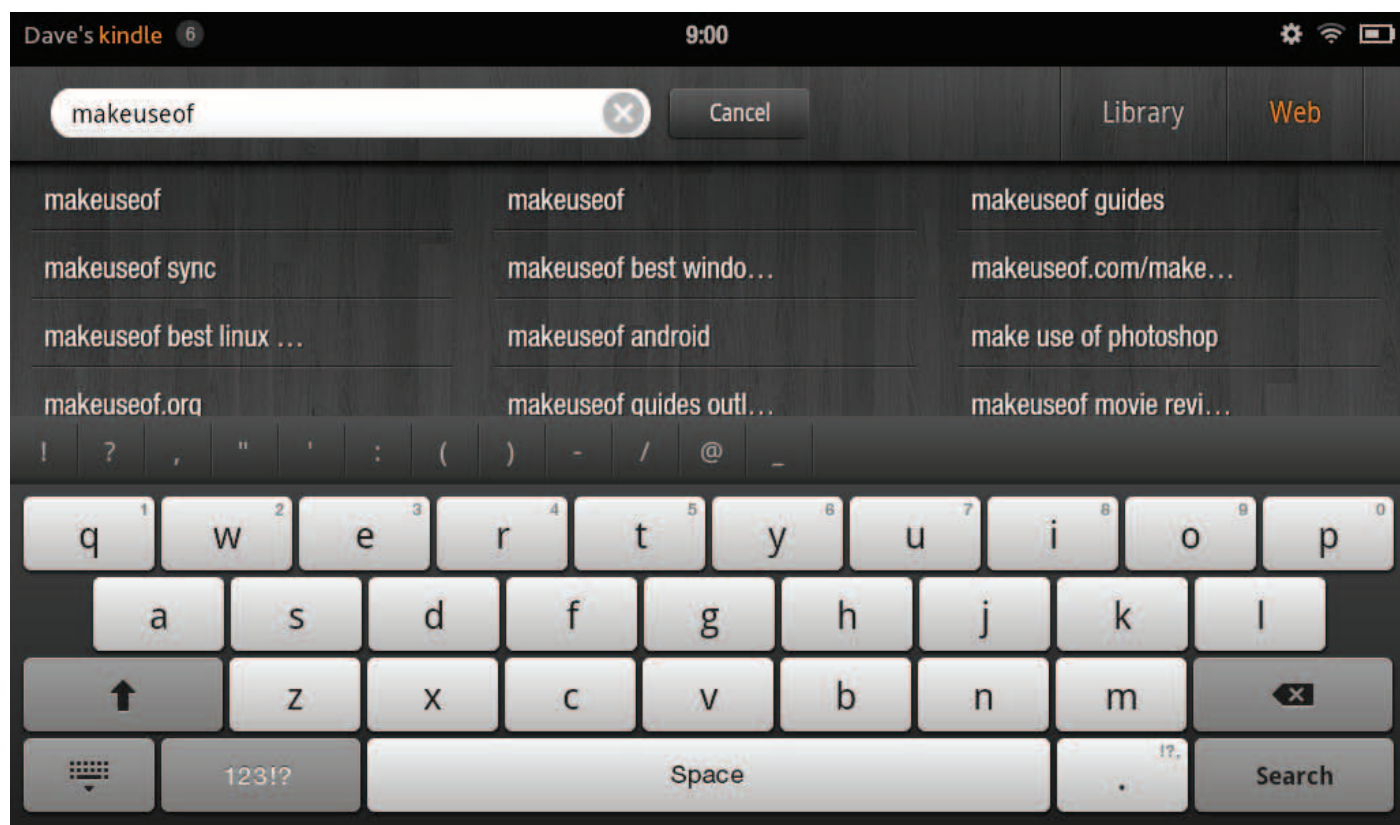 Dave's kindle 6 9:00
makeuseof Cancel Library Web
makeuseof makeuseof makeuseof guides
makeuseof sync makeuseof best windo... makeuseof.com/make...
makeuseof best linux ... makeuseof android make use of photoshop
makeuseof.org makeuseof guides outl... makeuseof movie revi...
! ? , " ' : ( ) - / @ _
q 1 w 2 e 3 r 4 t 5 y 6 u 7 i 8 o 9 p 0
a s d f g h j k l
z x c v b n m
123!? Space . !?, Search